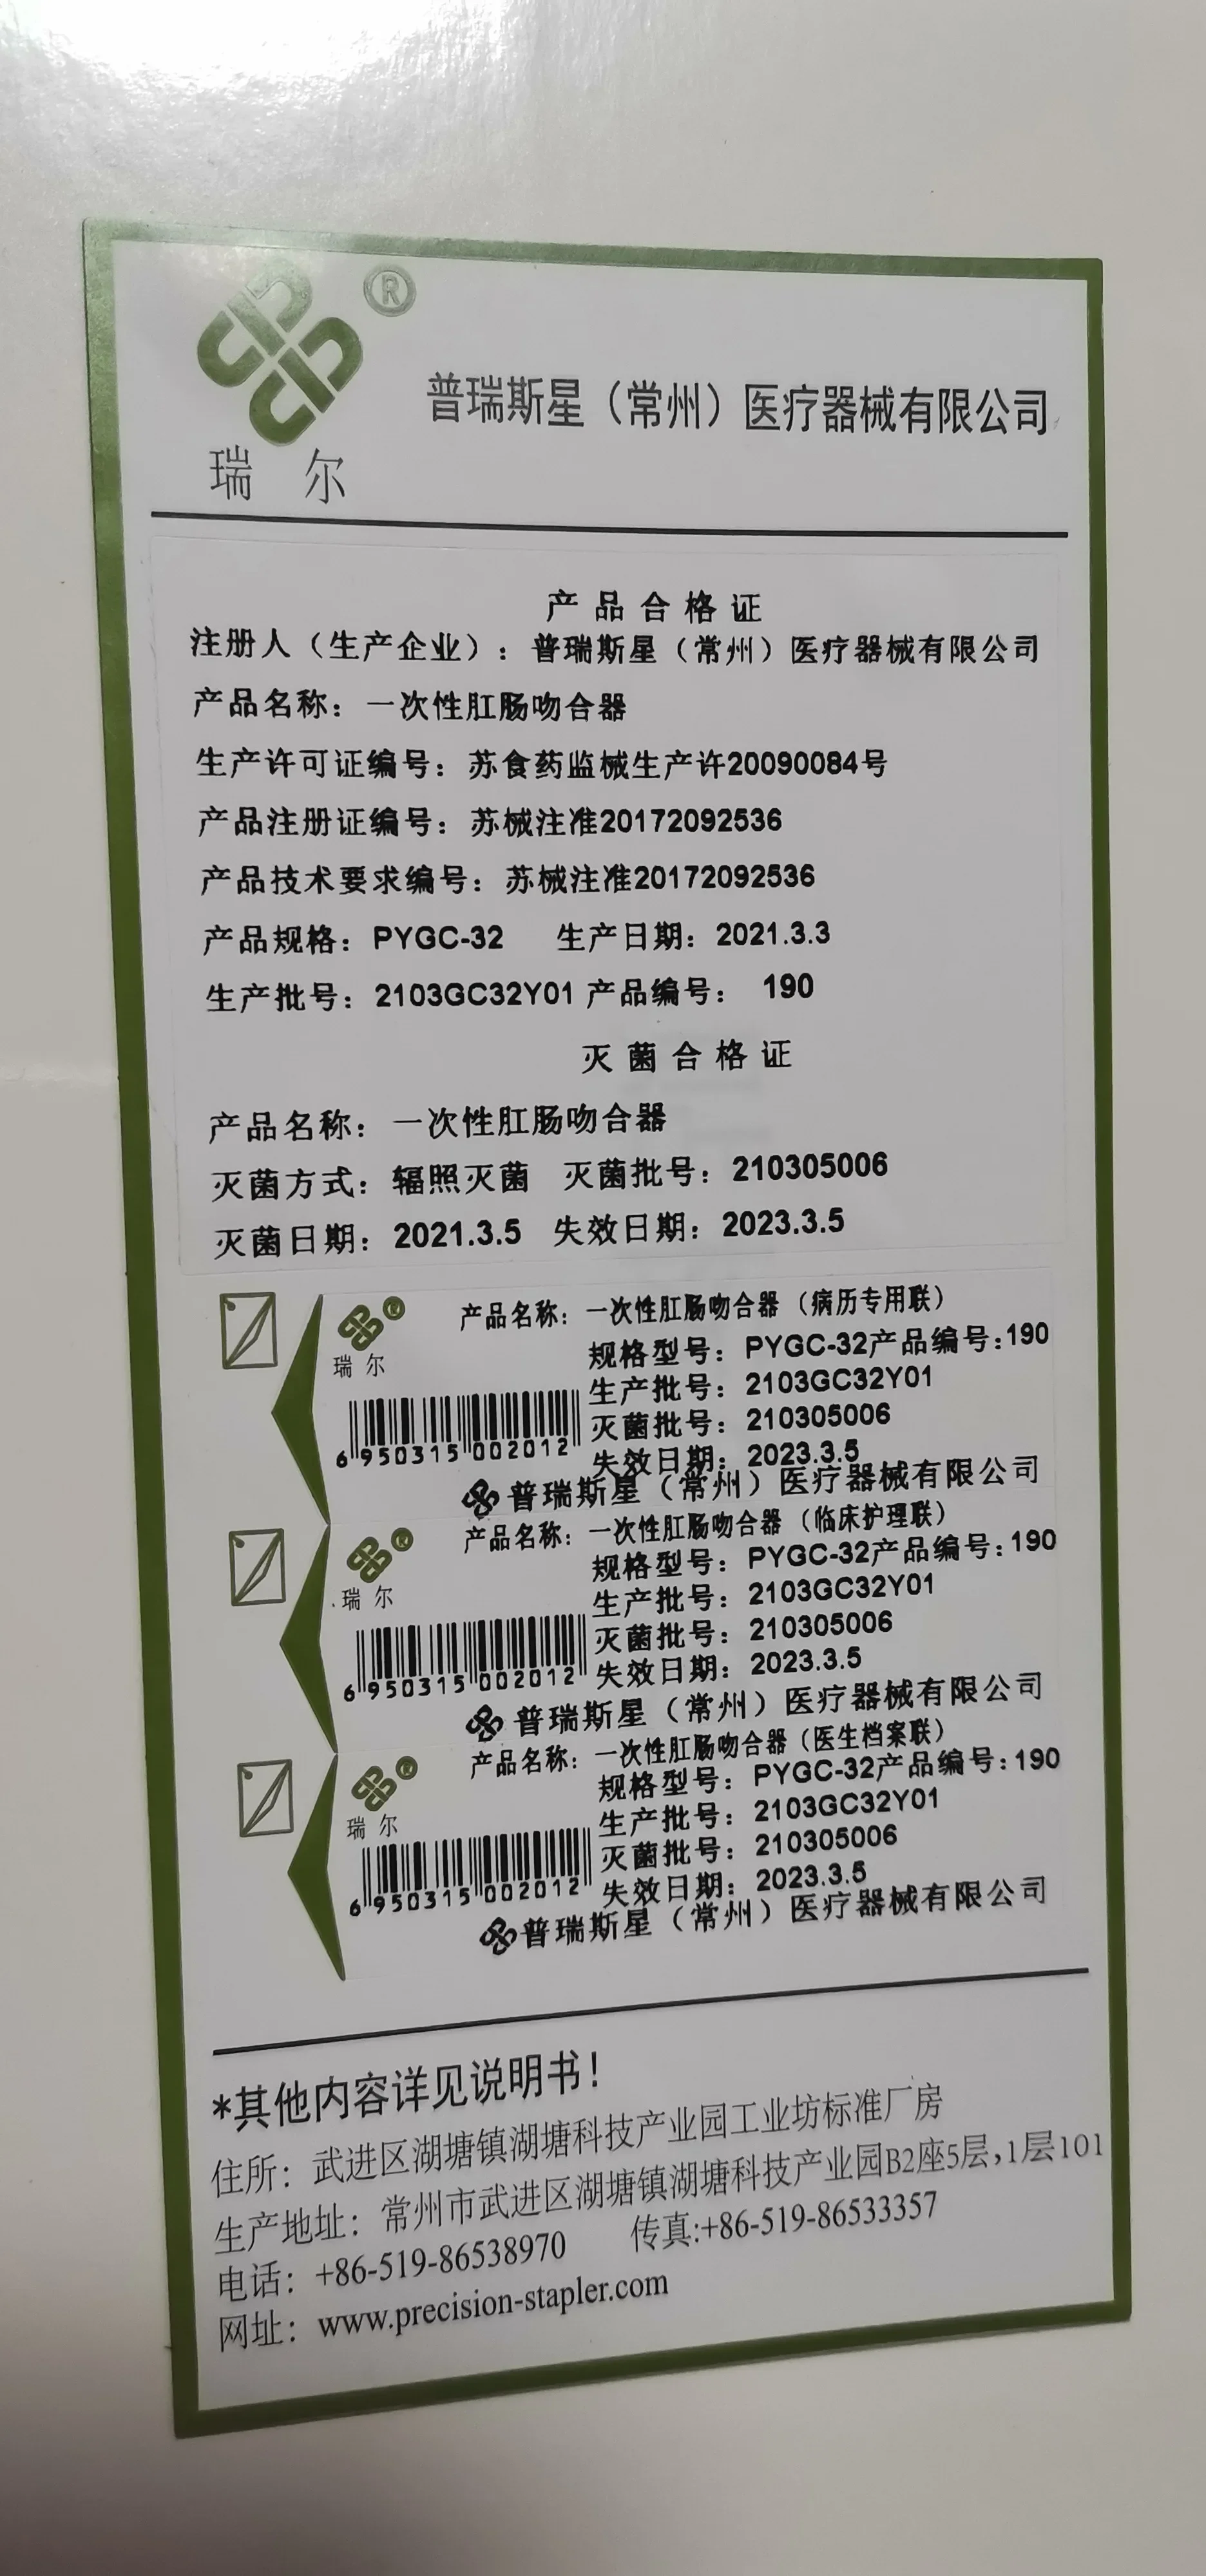 ®
瑞 尔
普瑞斯星（常州）医疗器械有限公司
产品合格证
注册人（生产企业）：普瑞斯星（常州）医疗器械有限公司
产品名称：一次性肛肠吻合器
生产许可证编号：苏食药监械生产许20090084号
产品注册证编号：苏械注准20172092536
产品技术要求编号：苏械注准20172092536
产品规格：PYGC-32 生产日期：2021.3.3
生产批号：2103GC32Y01 产品编号： 190
灭菌合格证
产品名称：一次性肛肠吻合器
灭菌方式：辐照灭菌 灭菌批号：210305006
灭菌日期：2021.3.5 失效日期：2023.3.5
®
瑞 尔
产品名称：一次性肛肠吻合器（病历专用联）
规格型号：PYGC-32产品编号:190
生产批号：2103GC32Y01
灭菌批号：210305006
失效日期：2023.3.5
6 950315 002012
普瑞斯星（常州）医疗器械有限公司
®
瑞 尔
产品名称：一次性肛肠吻合器（临床护理联）
规格型号：PYGC-32产品编号:190
生产批号：2103GC32Y01
灭菌批号：210305006
失效日期：2023.3.5
6 950315 002012
普瑞斯星（常州）医疗器械有限公司
®
瑞 尔
产品名称：一次性肛肠吻合器（医生档案联）
规格型号：PYGC-32产品编号:190
生产批号：2103GC32Y01
灭菌批号：210305006
失效日期：2023.3.5
6 950315 002012
普瑞斯星（常州）医疗器械有限公司
*其他内容详见说明书！
住所：武进区湖塘镇湖塘科技产业园工业坊标准厂房
生产地址：常州市武进区湖塘镇湖塘科技产业园B2座5层,1层101
电话：+86-519-86538970 传真:+86-519-86533357
网址：www.precision-stapler.com